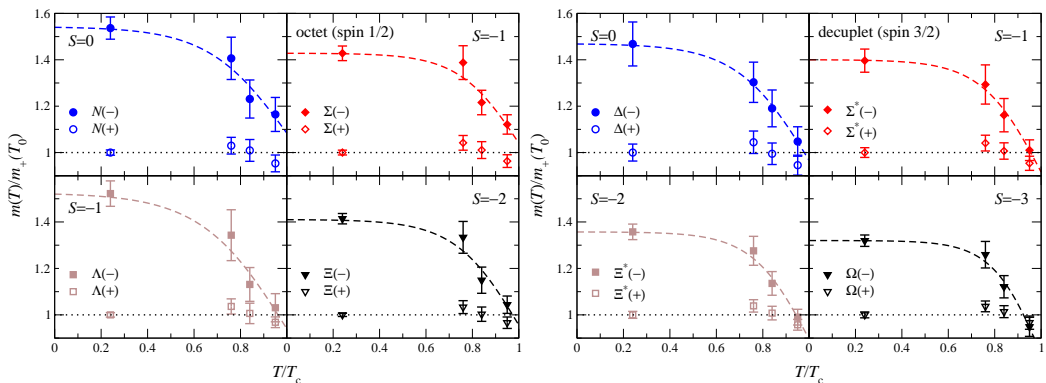 S=0
octet (spin 1/2)
S=−1
S=0
decuplet (spin 3/2)
S=−1
1.4
1.2
1
N(−)
N(+)
Σ(−)
Σ(+)
1.6
1.4
1.2
1
Δ(−)
Δ(+)
Σ*(−)
Σ*(+)
m(T)/m+(T0)
m(T)/m+(T0)
S=−1
S=−2
S=−2
S=−3
1.4
1.2
1
Λ(−)
Λ(+)
Ξ(−)
Ξ(+)
1.4
1.2
1
Ξ*(−)
Ξ*(+)
Ω(−)
Ω(+)
0 0.2 0.4 0.6 0.8 0 0.2 0.4 0.6 0.8 1
0 0.2 0.4 0.6 0.8 0 0.2 0.4 0.6 0.8 1
T/Tc
T/Tc